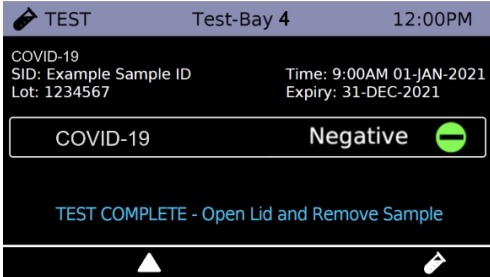 TEST Test-Bay 4 12:00PM
COVID-19
SID: Example Sample ID Time: 9:00AM 01-JAN-2021
Lot: 1234567 Expiry: 31-DEC-2021
COVID-19 Negative
TEST COMPLETE - Open Lid and Remove Sample